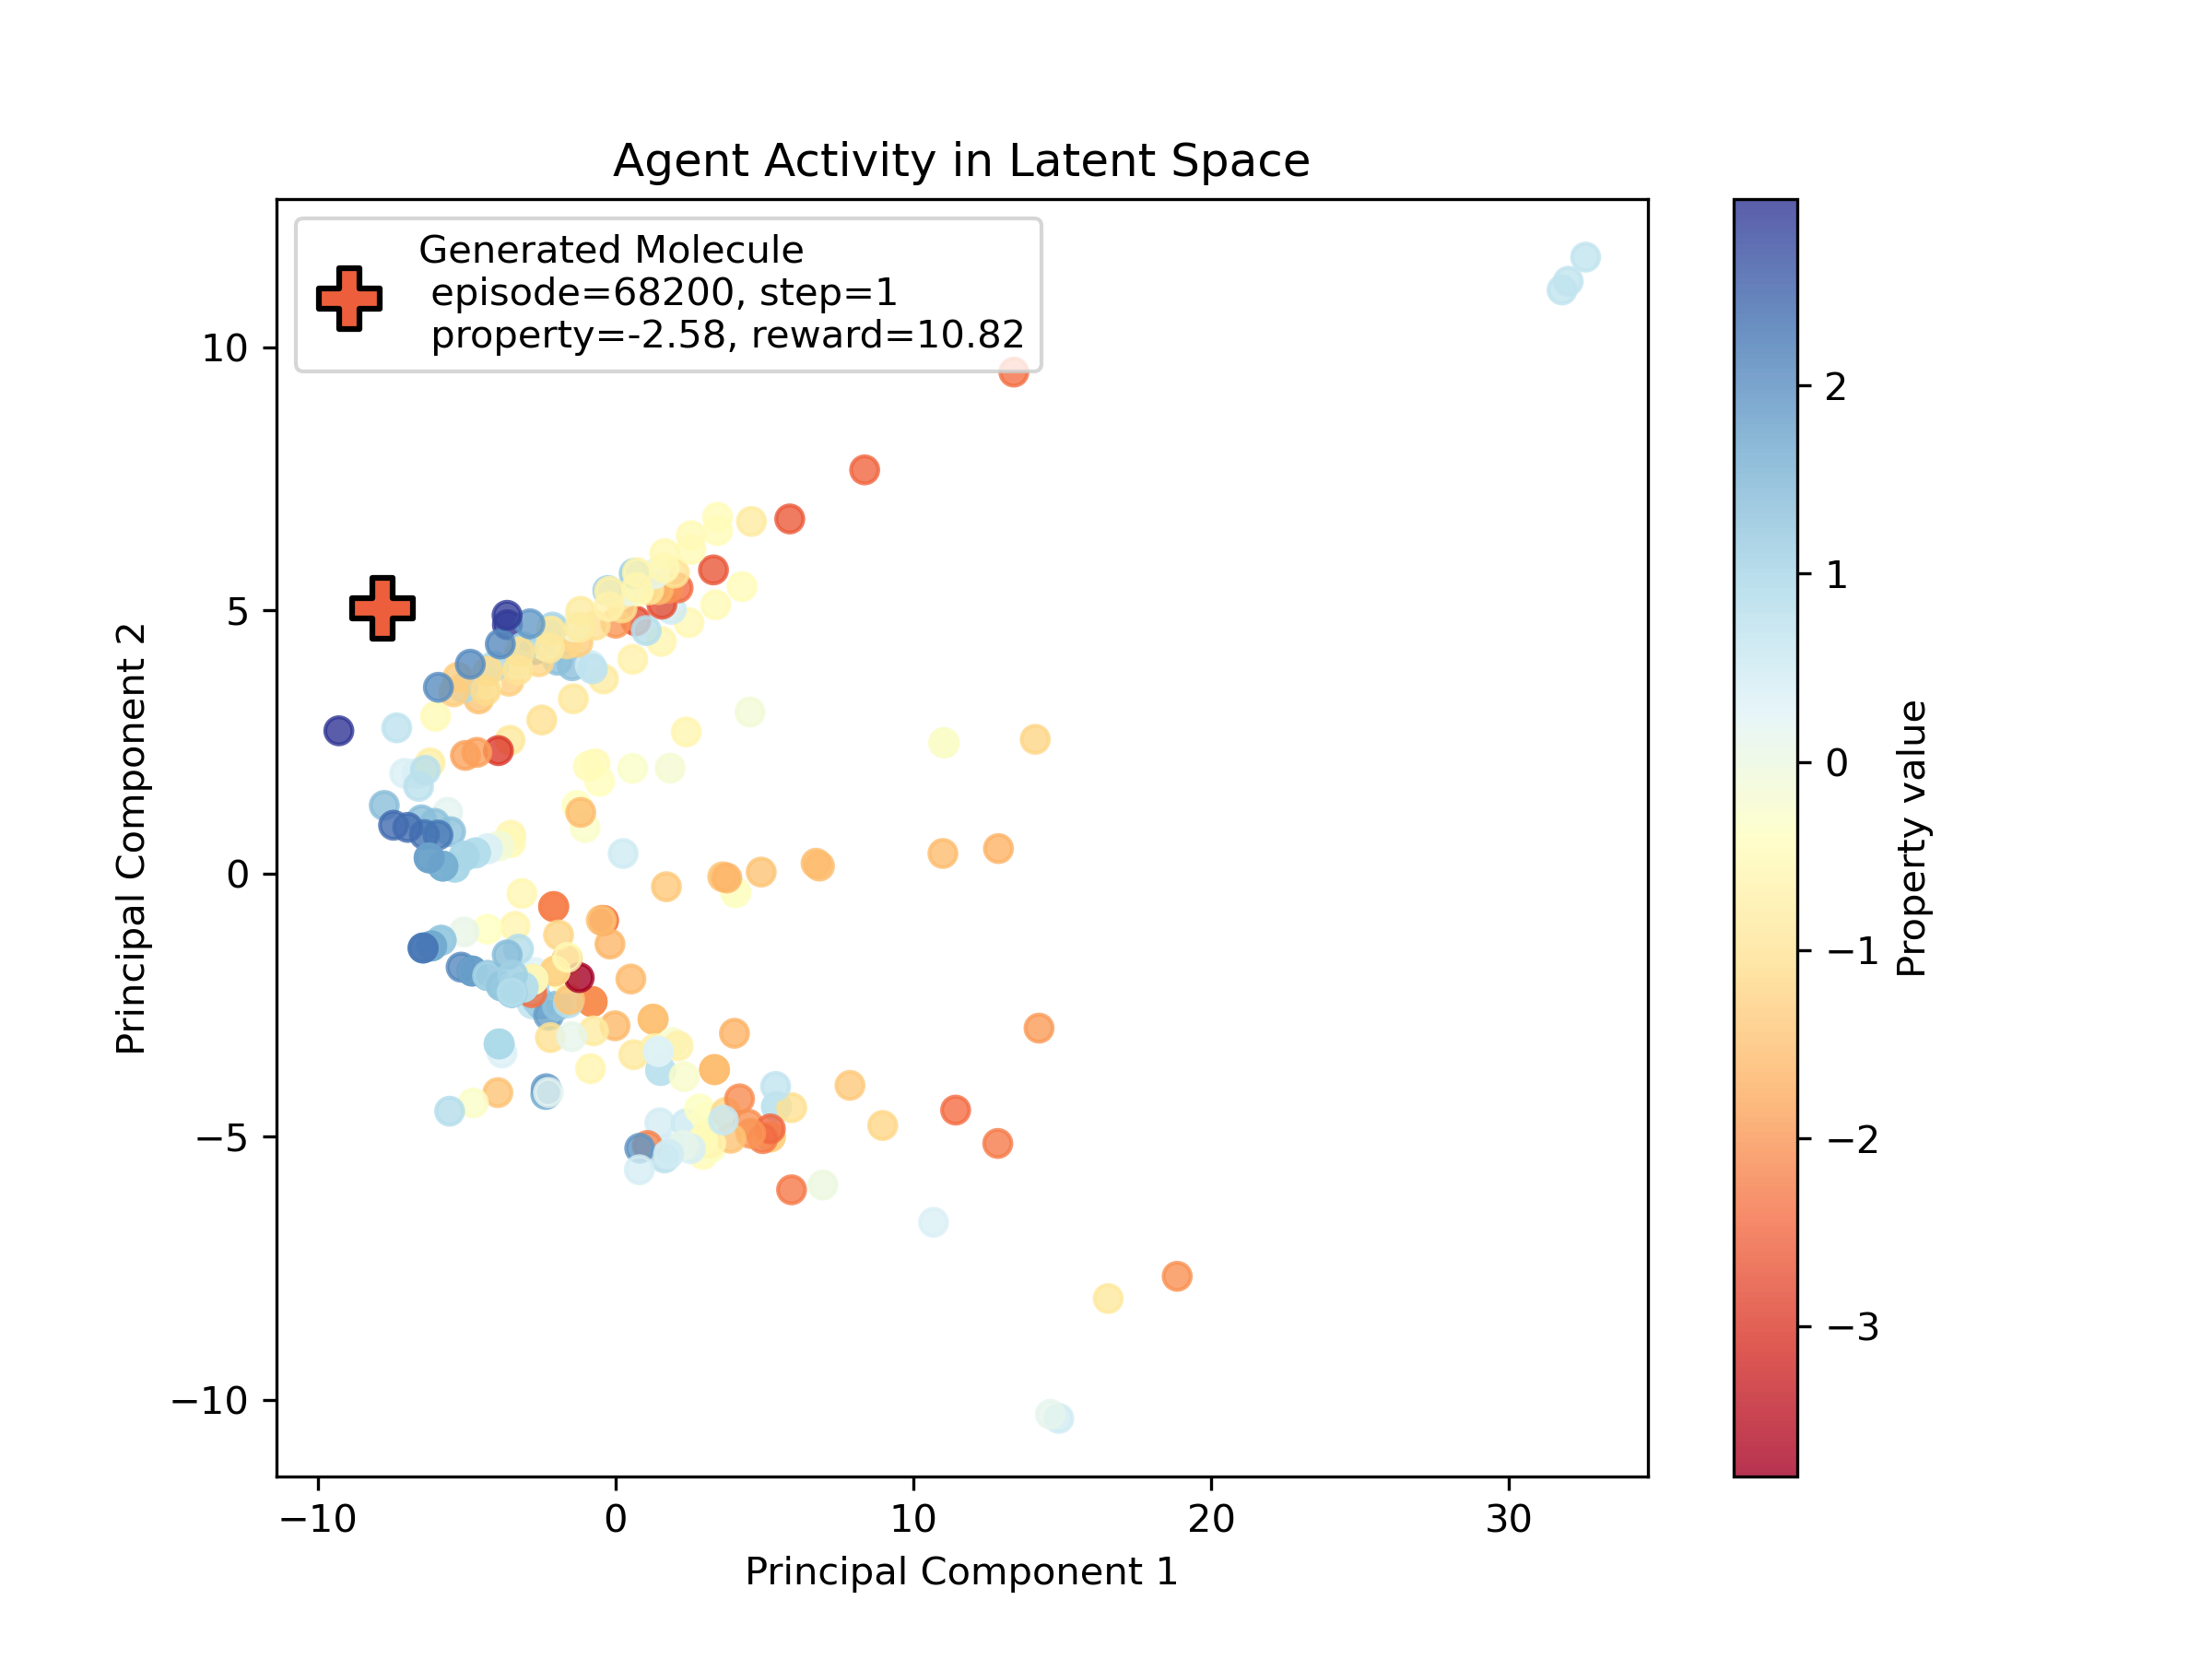 Agent Activity in Latent Space
Generated Molecule
episode=68200, step=1
property=-2.58, reward=10.82
10
5
0
−5
−10
Principal Component 2
−10
0
10
20
30
Principal Component 1
2
1
0
−1
−2
−3
Property value